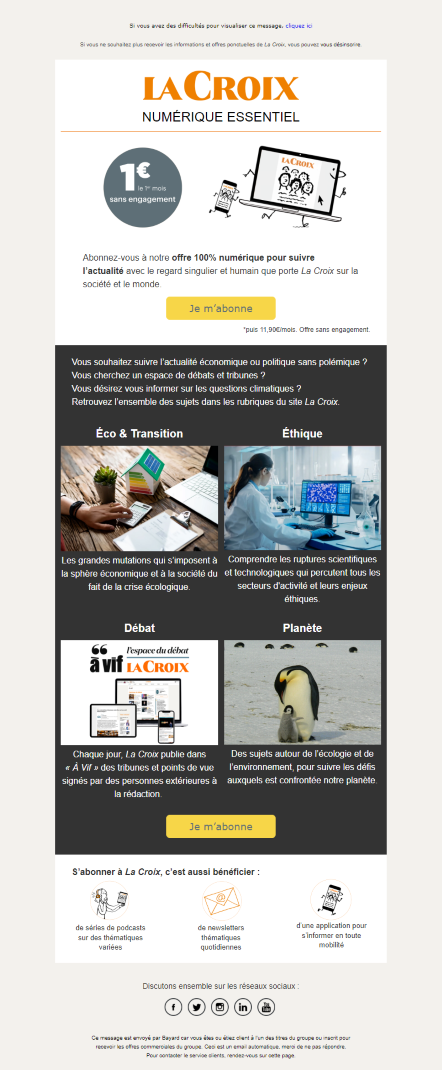 Si vous avez des difficultés pour visualiser ce message, cliquez ici
Si vous ne souhaitez plus recevoir les informations et offres ponctuelles de La Croix, vous pouvez vous désinscrire.
LACROIX
NUMÉRIQUE ESSENTIEL
1€
le 1er mois
sans engagement
LACROIX
Abonnez-vous à notre offre 100% numérique pour suivre
l'actualité avec le regard singulier et humain que porte La Croix sur la
société et le monde.
Je m'abonne
*puis 11,90€/mois. Offre sans engagement.
Vous souhaitez suivre l'actualité économique ou politique sans polémique ?
Vous cherchez un espace de débats et tribunes ?
Vous désirez vous informer sur les questions climatiques ?
Retrouvez l'ensemble des sujets dans les rubriques du site La Croix.
Éco & Transition
Éthique
Les grandes mutations qui s'imposent à
la sphère économique et à la société du
fait de la crise écologique.
Comprendre les ruptures scientifiques
et technologiques qui percutent tous les
secteurs d'activité et leurs enjeux
éthiques.
Débat
Planète
à vif
l'espace du débat
LACROIX
Chaque jour, La Croix publie dans
« À Vif » des tribunes et points de vue
signés par des personnes extérieures à
la rédaction.
Des sujets autour de l'écologie et de
l'environnement, pour suivre les défis
auxquels est confrontée notre planète.
Je m'abonne
S'abonner à La Croix, c'est aussi bénéficier :
de séries de podcasts
sur des thématiques
variées
de newsletters
thématiques
quotidiennes
d'une application pour
s'informer en toute
mobilité
Discutons ensemble sur les réseaux sociaux :
Ce message est envoyé par Bayard car vous êtes ou étiez client à l'un des titres du groupe ou inscrit pour
recevoir les offres commerciales du groupe. Ceci est un email automatique, merci de ne pas répondre.
Pour contacter le service clients, rendez-vous sur cette page.